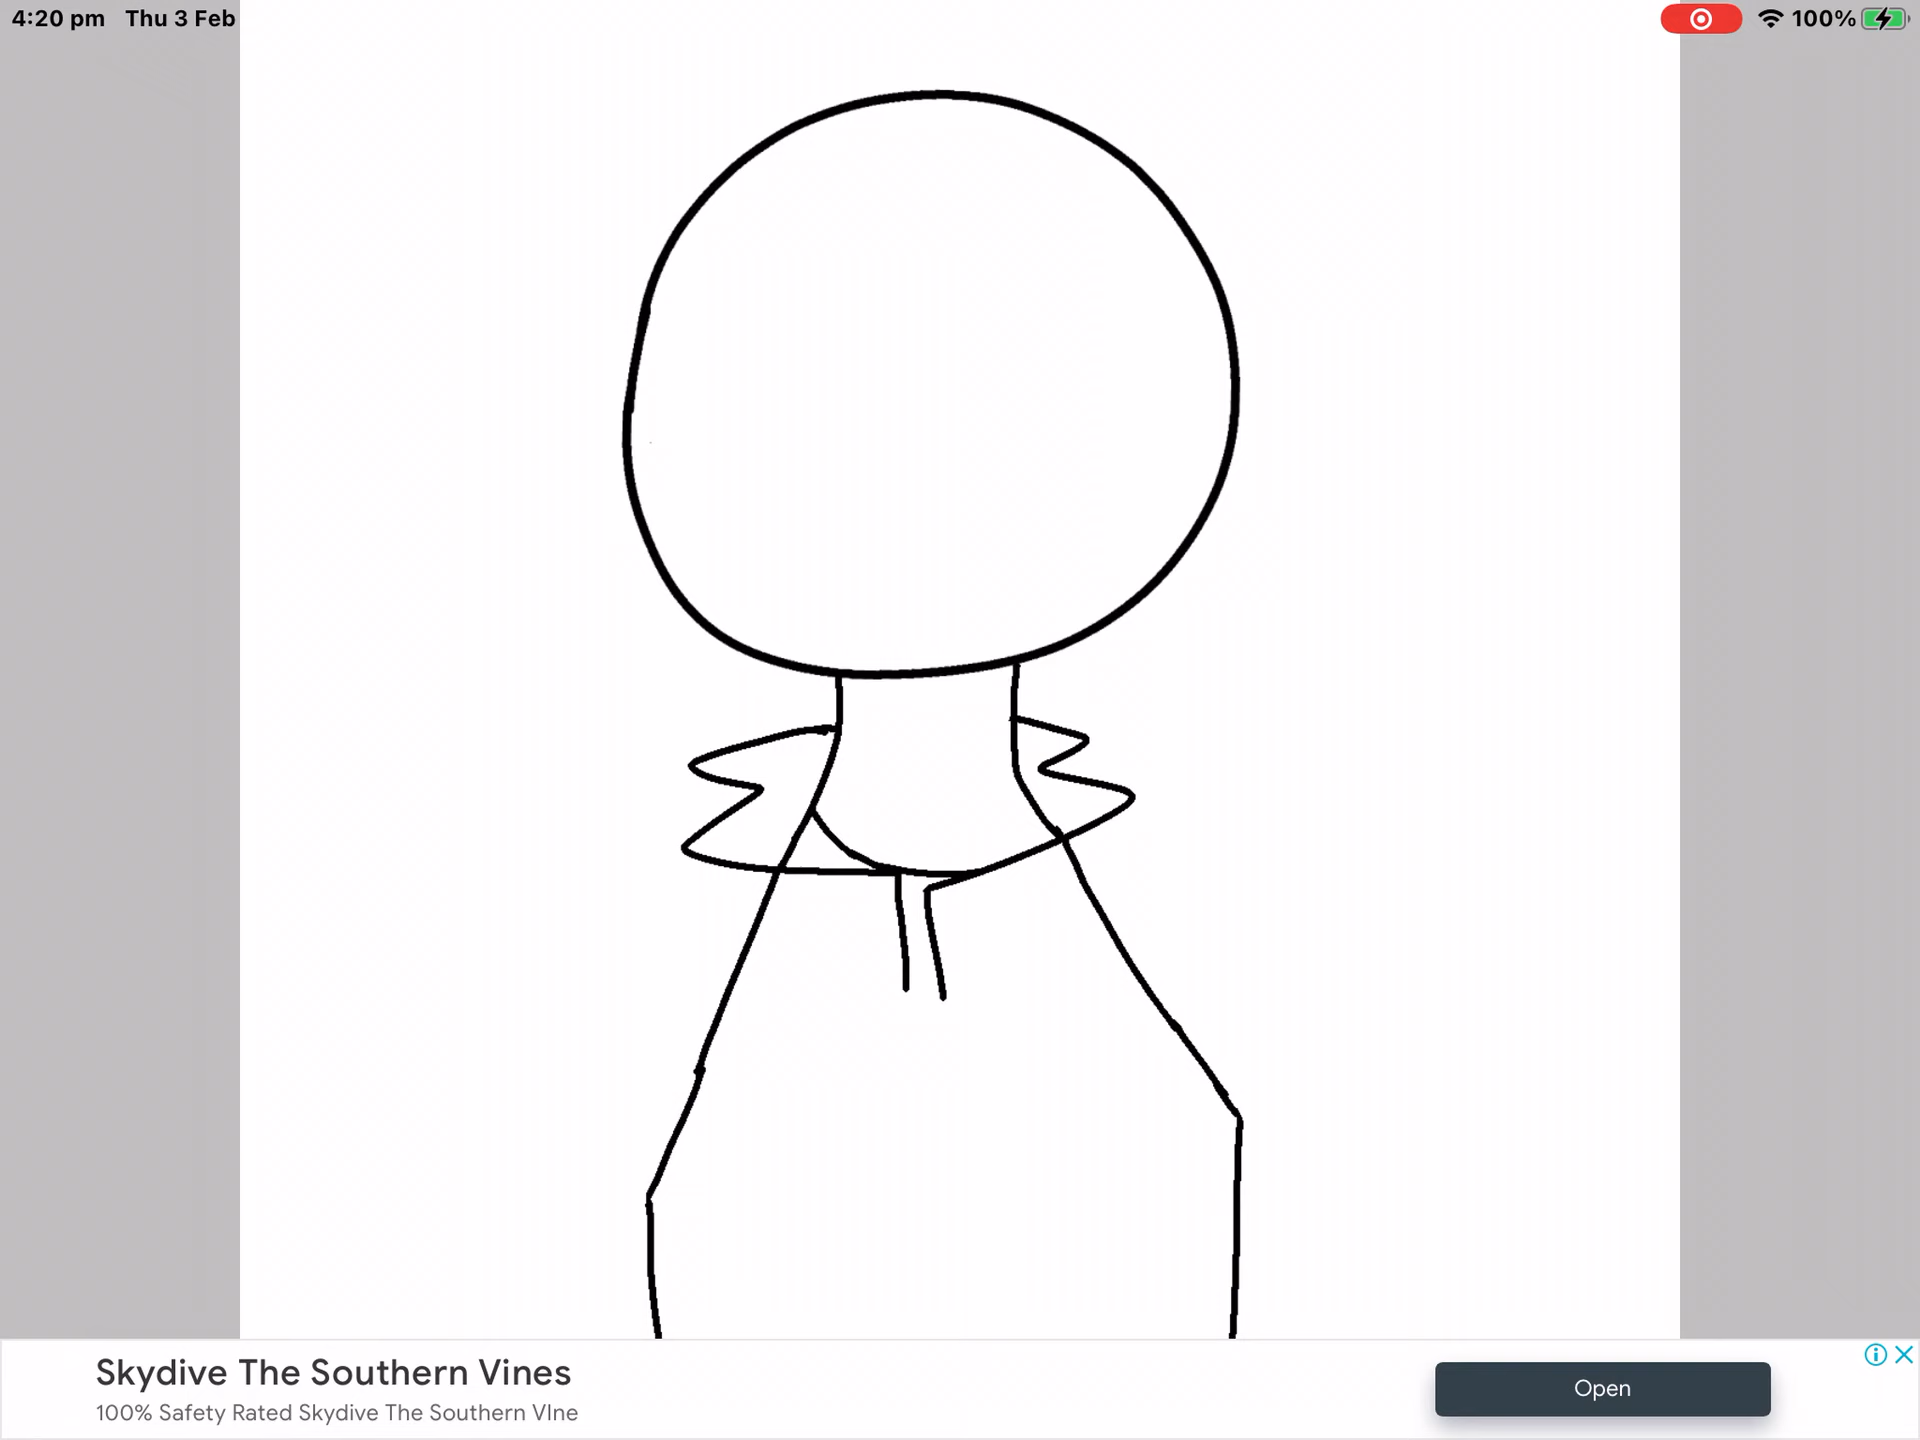 4:20 pm Thu 3 Feb
100%
Skydive The Southern Vines
100% Safety Rated Skydive The Southern VIne
Open